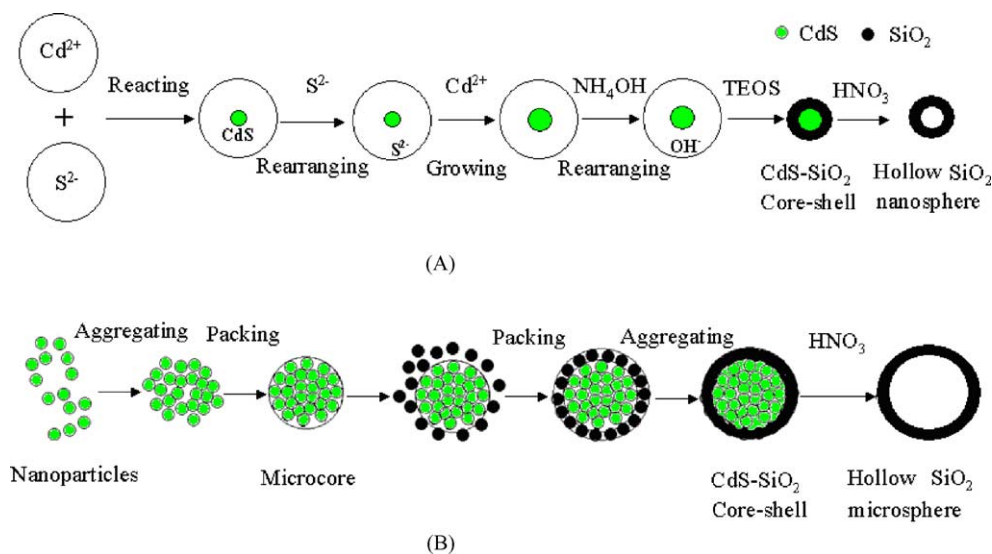 CdS SiO₂
Cd²⁺
+
S²⁻
Reacting
CdS
S²⁻
Rearranging
S²⁻
Cd²⁺
Growing
NH₄OH
Rearranging
OH⁻
TEOS
HNO₃
CdS-SiO₂
Core-shell
Hollow SiO₂
nanosphere
(A)
Aggregating
Packing
Packing
Aggregating
HNO₃
Nanoparticles
Microcore
CdS-SiO₂
Core-shell
Hollow SiO₂
microsphere
(B)